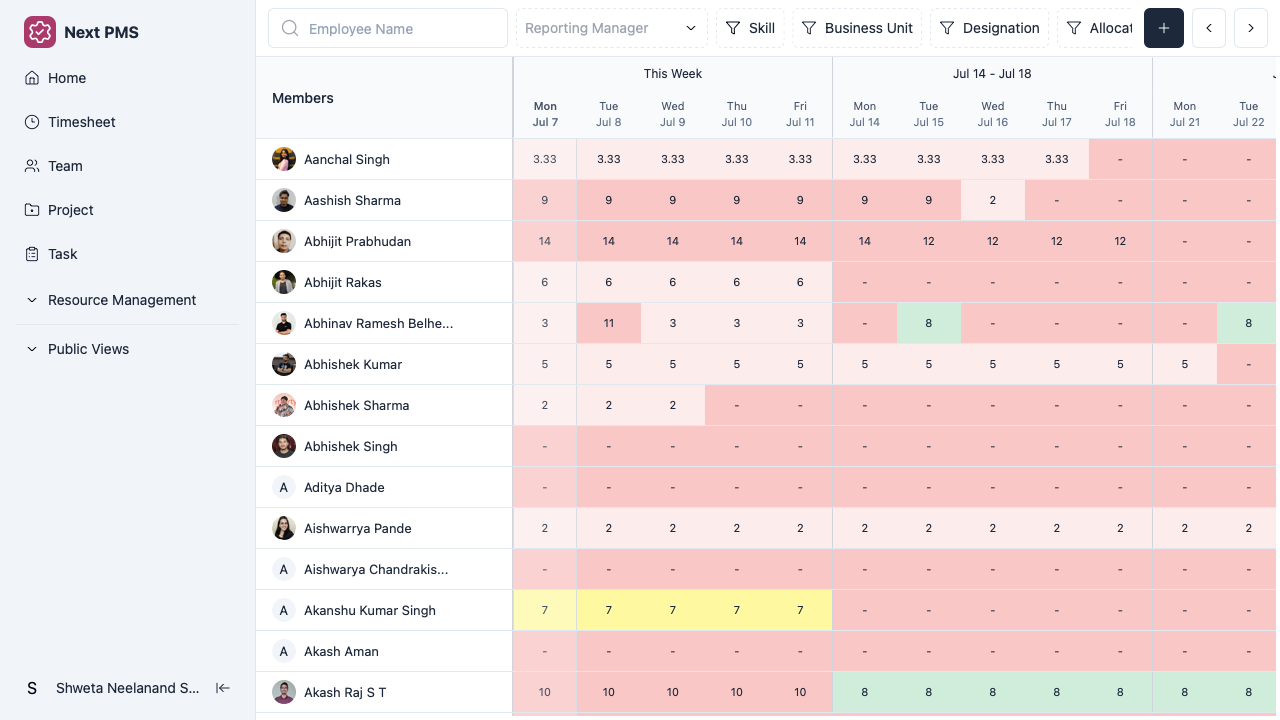 Next PMS
Home
Timesheet
Team
Project
Task
Resource Management
Public Views
S Shweta Neelanand S...
Employee Name Reporting Manager Skill Business Unit Designation Allocat
Members
This Week Jul 14 - Jul 18
Mon Tue Wed Thu Fri Mon Tue Wed Thu Fri Mon Tue
Jul 7 Jul 8 Jul 9 Jul 10 Jul 11 Jul 14 Jul 15 Jul 16 Jul 17 Jul 18 Jul 21 Jul 22
Aanchal Singh 3.33 3.33 3.33 3.33 3.33 3.33 3.33 3.33 3.33 - - -
Aashish Sharma 9 9 9 9 9 9 9 2 - - - -
Abhijit Prabhudan 14 14 14 14 14 14 12 12 12 12 - -
Abhijit Rakas 6 6 6 6 6 - - - - - - -
Abhinav Ramesh Belhe... 3 11 3 3 3 - 8 - - - - 8
Abhishek Kumar 5 5 5 5 5 5 5 5 5 5 5 -
Abhishek Sharma 2 2 2 - - - - - - - - -
Abhishek Singh - - - - - - - - - - - -
A Aditya Dhade - - - - - - - - - - - -
Aishwarrya Pande 2 2 2 2 2 2 2 2 2 2 2 2
A Aishwarya Chandrakis... - - - - - - - - - - - -
A Akanshu Kumar Singh 7 7 7 7 7 - - - - - - -
A Akash Aman - - - - - - - - - - - -
Akash Raj S T 10 10 10 10 10 8 8 8 8 8 8 8